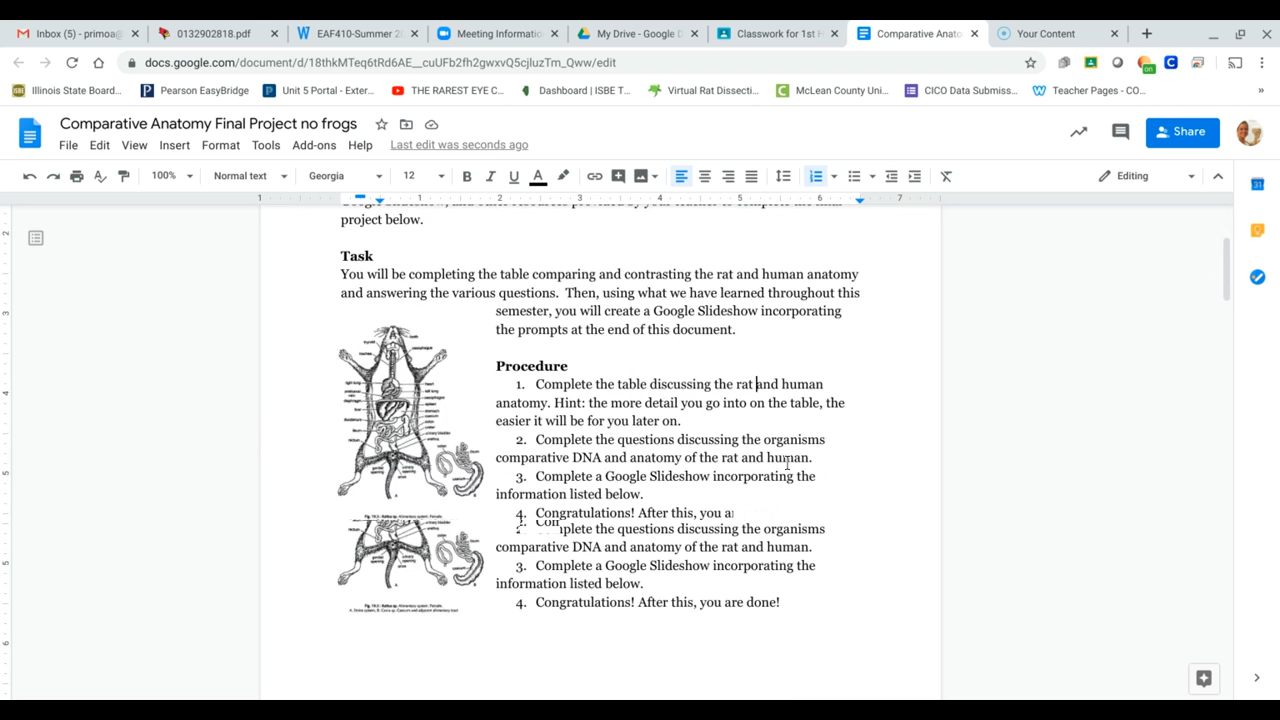 Inbox (5) - primoa@
0132902818.pdf
EAF410-Summer 2
Meeting Informatio
My Drive - Google D
Classwork for 1st H
Comparative Anato
Your Content
docs.google.com/document/d/18thkMTeq6tRd6AE__cuUFb2fh2gwxvQ5cjluzTm_Qww/edit
Illinois State Board...
Pearson EasyBridge
Unit 5 Portal - Exter...
THE RAREST EYE C...
Dashboard | ISBE T...
Virtual Rat Dissecti...
McLean County Uni...
CICO Data Submiss...
Teacher Pages - CO...
Comparative Anatomy Final Project no frogs
File Edit View Insert Format Tools Add-ons Help Last edit was seconds ago
Share
100% Normal text Georgia 12 Editing
project below.
Task
You will be completing the table comparing and contrasting the rat and human anatomy
and answering the various questions. Then, using what we have learned throughout this
semester, you will create a Google Slideshow incorporating
the prompts at the end of this document.
Procedure
1. Complete the table discussing the rat and human
anatomy. Hint: the more detail you go into on the table, the
easier it will be for you later on.
2. Complete the questions discussing the organisms
comparative DNA and anatomy of the rat and human.
3. Complete a Google Slideshow incorporating the
information listed below.
4. Congratulations! After this, you a
plete the questions discussing the organisms
comparative DNA and anatomy of the rat and human.
3. Complete a Google Slideshow incorporating the
information listed below.
4. Congratulations! After this, you are done!